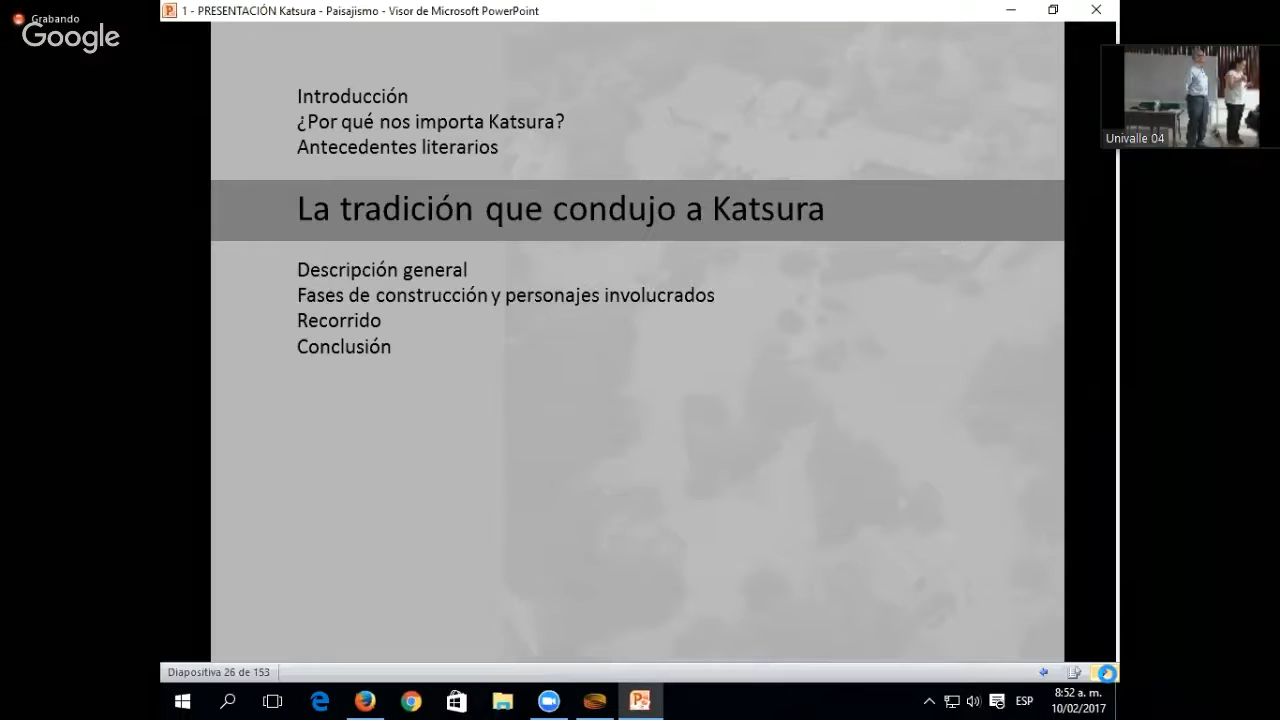 1 - PRESENTACIÓN Katsura - Paisajismo - Visor de Microsoft PowerPoint
Grabando
Google
Introducción
¿Por qué nos importa Katsura?
Antecedentes literarios
La tradición que condujo a Katsura
Descripción general
Fases de construcción y personajes involucrados
Recorrido
Conclusión
Univalle 04
Diapositiva 26 de 153
ESP
8:52 a. m.
10/02/2017